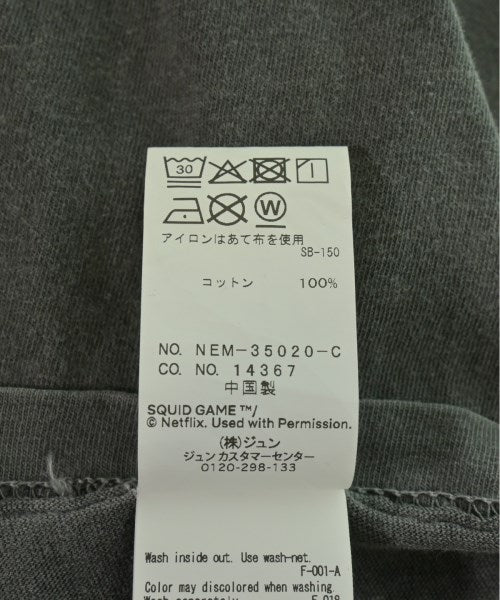 30
W
アイロンはあて布を使用
SB-150
コットン 100%
NO. NEM-35020-C
CO. NO. 14367
中国製
SQUID GAME™/
© Netflix. Used with Permission.
(株)ジュン
ジュンカスタマーセンター
0120-298-133
Wash inside out. Use wash-net.
F-001-A
Color may discolored when washing.
Wash separately.
F-018